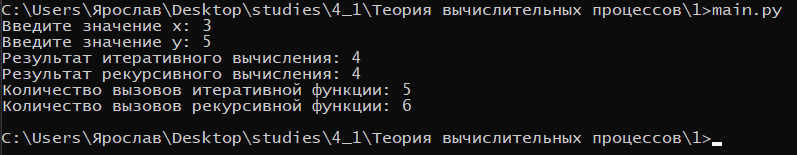 C:\Users\Ярослав\Desktop\studies\4_1\Теория вычислительных процессов\1>main.py
Введите значение x: 3
Введите значение y: 5
Результат итеративного вычисления: 4
Результат рекурсивного вычисления: 4
Количество вызовов итеративной функции: 5
Количество вызовов рекурсивной функции: 6
C:\Users\Ярослав\Desktop\studies\4_1\Теория вычислительных процессов\1>